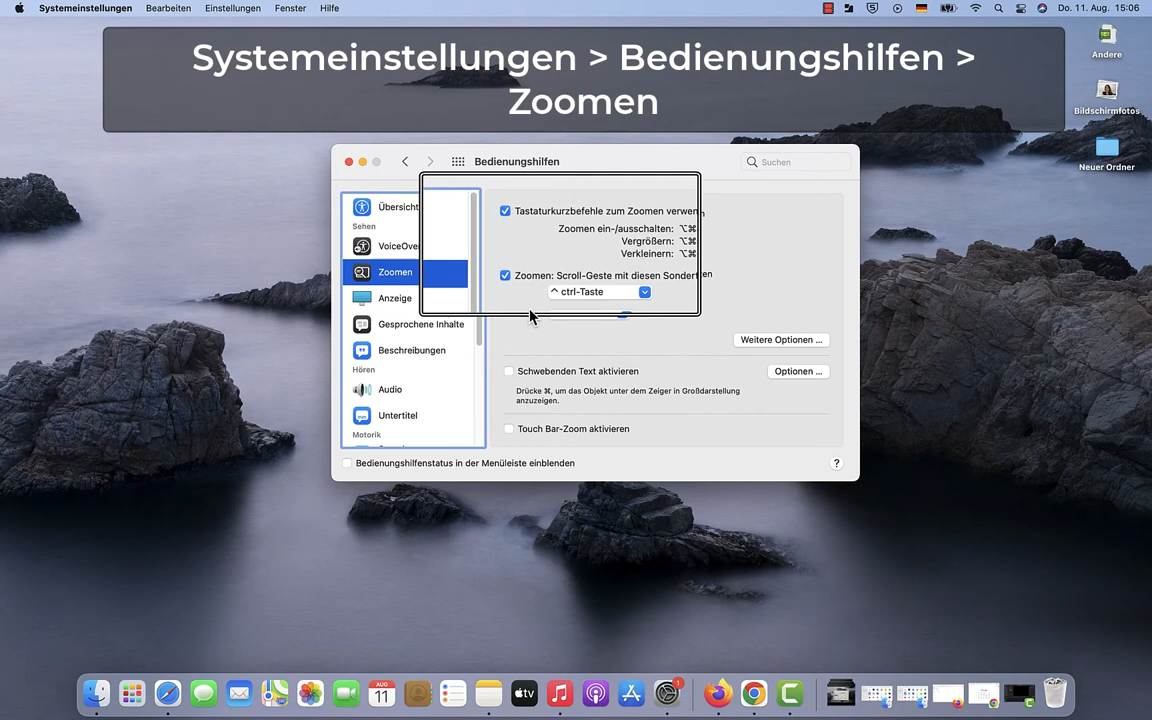 Systemeinstellungen Bearbeiten Einstellungen Fenster Hilfe Do. 11. Aug. 15:06
Systemeinstellungen > Bedienungshilfen >
Zoomen
Andere
Bildschirmfotos
Neuer Ordner
Bedienungshilfen
Suchen
Übersicht
Sehen
VoiceOver
Zoomen
Anzeige
Gesprochene Inhalte
Beschreibungen
Hören
Audio
Untertitel
Motorik
Tastaturkurzbefehle zum Zoomen verwen
Zoomen ein-/ausschalten: ⌥⌘
Vergrößern: ⌥⌘
Verkleinern: ⌥⌘
Zoomen: Scroll-Geste mit diesen Sondert en
^ ctrl-Taste
Weitere Optionen ...
Schwebenden Text aktivieren
Optionen ...
Drücke ⌘, um das Objekt unter dem Zeiger in Großdarstellung
anzuzeigen.
Touch Bar-Zoom aktivieren
Bedienungshilfenstatus in der Menüleiste einblenden
?
AUG
11
tv
1